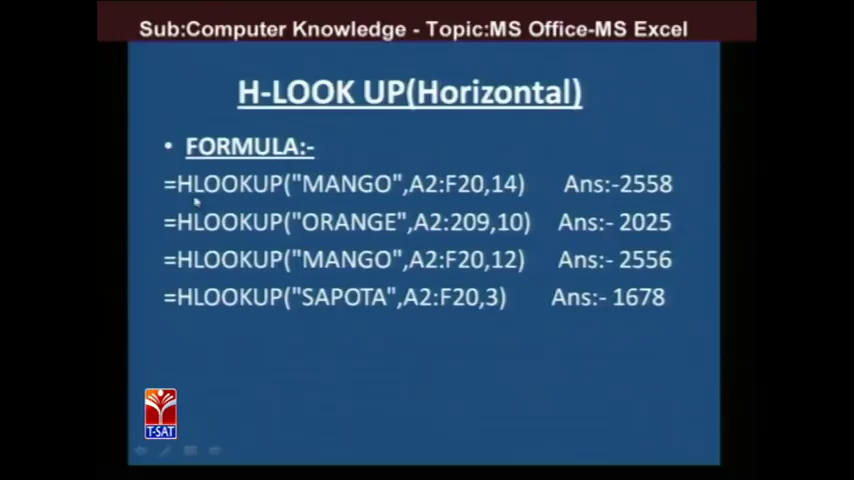 Sub:Computer Knowledge - Topic:MS Office-MS Excel
H-LOOK UP(Horizontal)
• FORMULA:-
=HLOOKUP("MANGO",A2:F20,14) Ans:-2558
=HLOOKUP("ORANGE",A2:209,10) Ans:- 2025
=HLOOKUP("MANGO",A2:F20,12) Ans:- 2556
=HLOOKUP("SAPOTA",A2:F20,3) Ans:- 1678
T-SAT